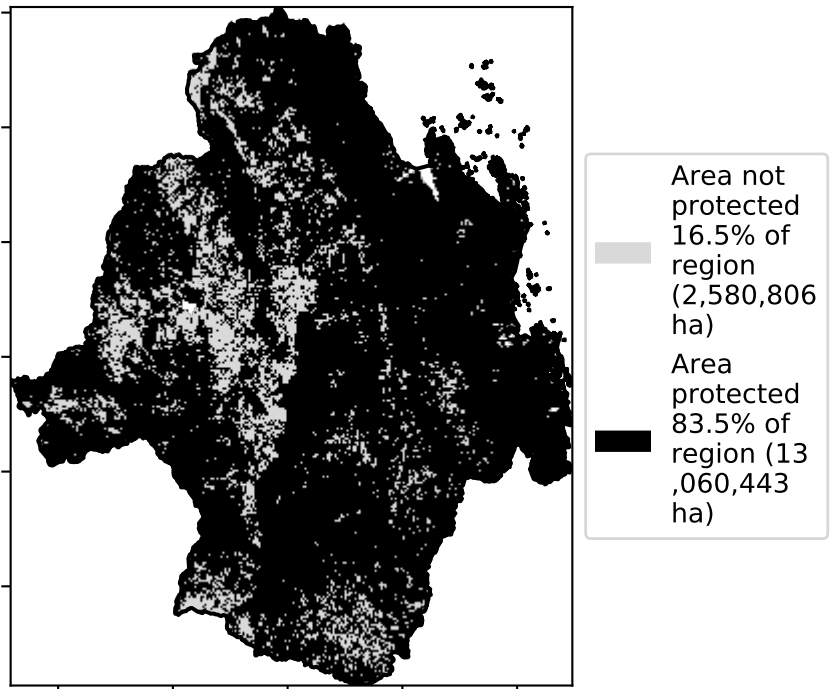 Area not
protected
16.5% of
region
(2,580,806
ha)
Area
protected
83.5% of
region (13
,060,443
ha)